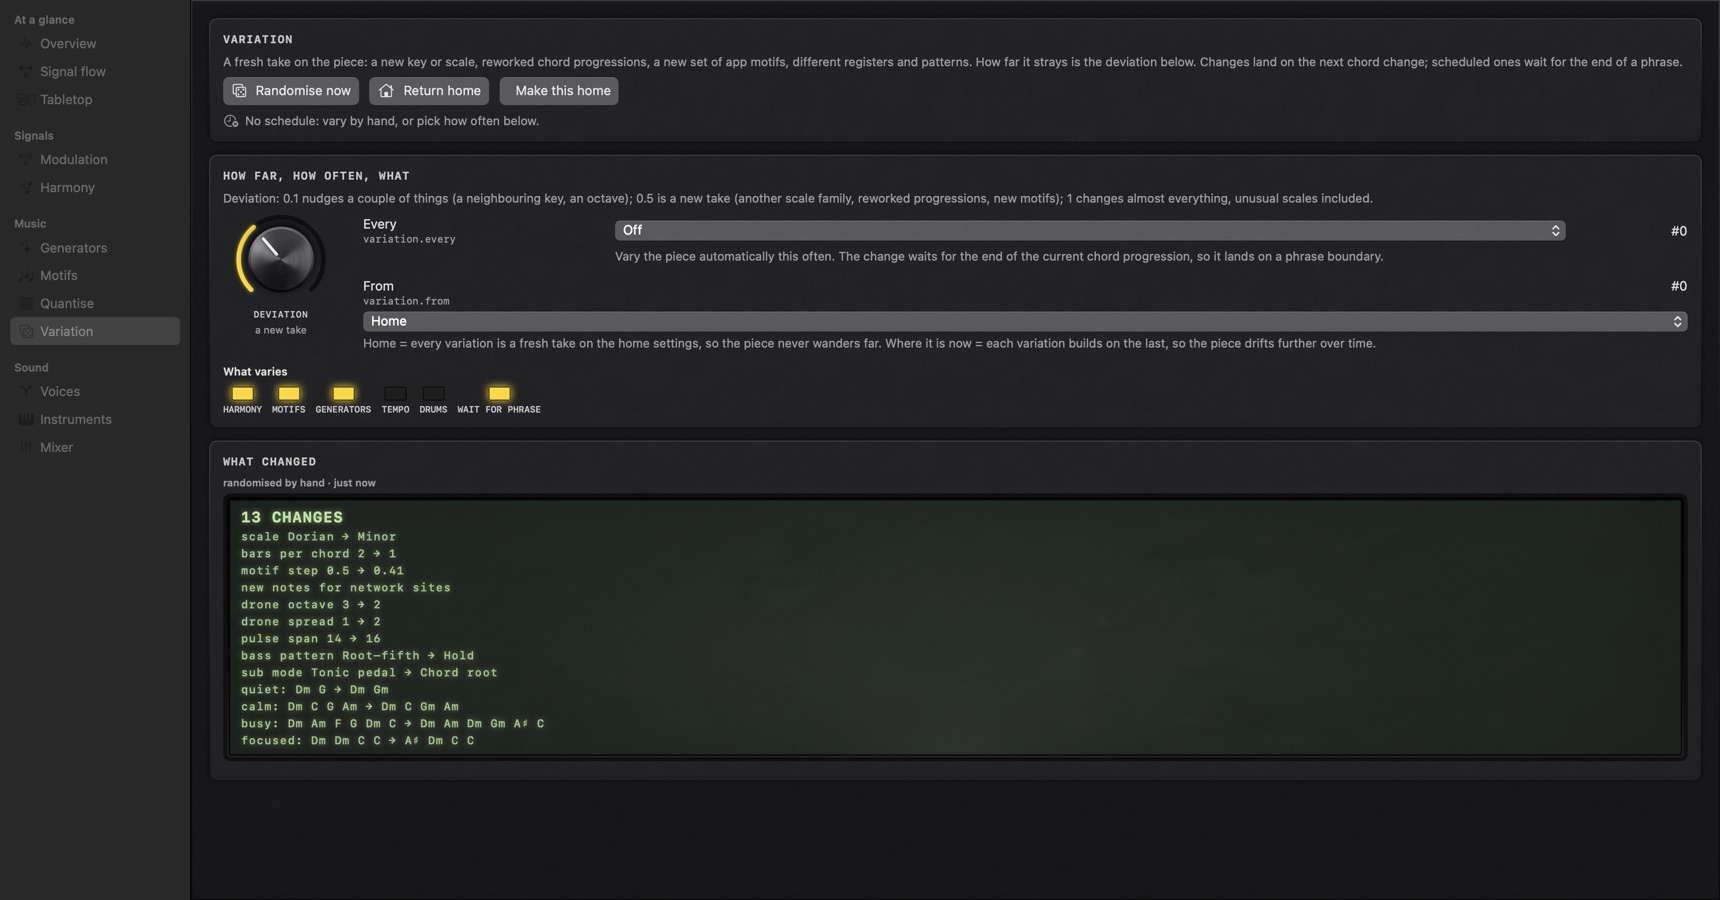 At a glance
Overview
Signal flow
Tabletop
Signals
Modulation
Harmony
Music
Generators
Motifs
Quantise
Variation
Sound
Voices
Instruments
Mixer
VARIATION
A fresh take on the piece: a new key or scale, reworked chord progressions, a new set of app motifs, different registers and patterns. How far it strays is the deviation below. Changes land on the next chord change; scheduled ones wait for the end of a phrase.
Randomise now
Return home
Make this home
No schedule: vary by hand, or pick how often below.
HOW FAR, HOW OFTEN, WHAT
Deviation: 0.1 nudges a couple of things (a neighbouring key, an octave); 0.5 is a new take (another scale family, reworked progressions, new motifs); 1 changes almost everything, unusual scales included.
DEVIATION
a new take
Every
variation.every
Off
#0
Vary the piece automatically this often. The change waits for the end of the current chord progression, so it lands on a phrase boundary.
From
#0
variation.from
Home
Home = every variation is a fresh take on the home settings, so the piece never wanders far. Where it is now = each variation builds on the last, so the piece drifts further over time.
What varies
HARMONY MOTIFS GENERATORS TEMPO DRUMS WAIT FOR PHRASE
WHAT CHANGED
randomised by hand · just now
13 CHANGES
scale Dorian → Minor
bars per chord 2 → 1
motif step 0.5 → 0.41
new notes for network sites
drone octave 3 → 2
drone spread 1 → 2
pulse span 14 → 16
bass pattern Root–fifth → Hold
sub mode Tonic pedal → Chord root
quiet: Dm G → Dm Gm
calm: Dm C G Am → Dm C Gm Am
busy: Dm Am F G Dm C → Dm Am Dm Gm A♯ C
focused: Dm Dm C C → A♯ Dm C C